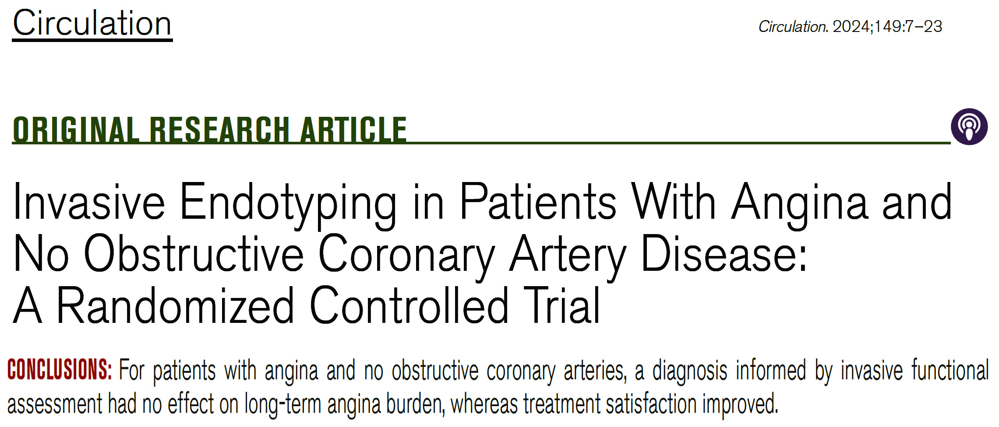 Circulation
Circulation. 2024;149:7–23
ORIGINAL RESEARCH ARTICLE
Invasive Endotyping in Patients With Angina and
No Obstructive Coronary Artery Disease:
A Randomized Controlled Trial
CONCLUSIONS: For patients with angina and no obstructive coronary arteries, a diagnosis informed by invasive functional
assessment had no effect on long-term angina burden, whereas treatment satisfaction improved.